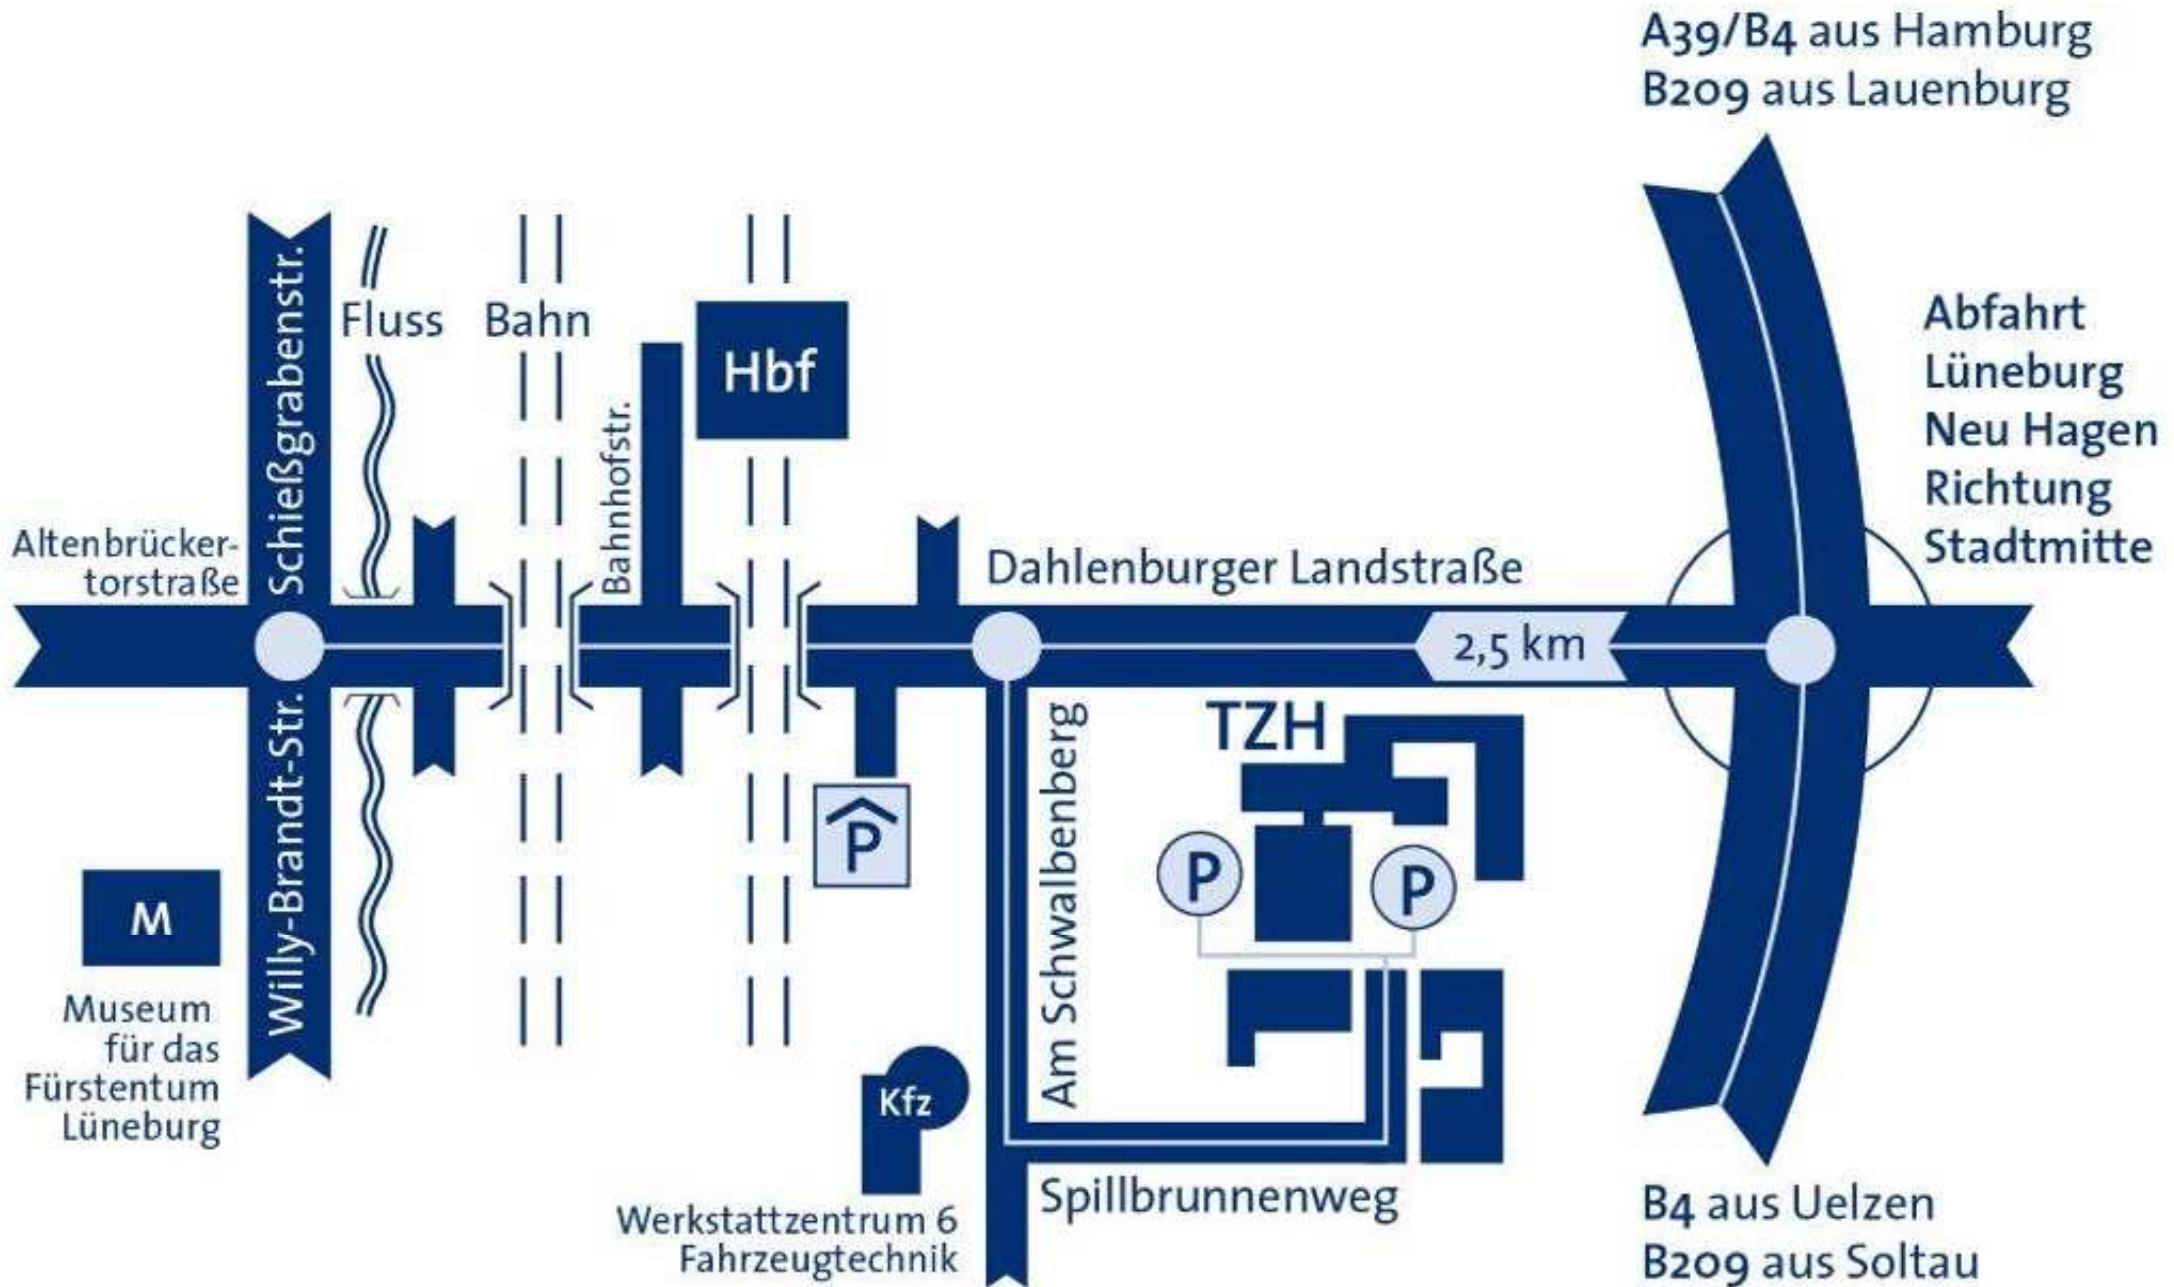 A39/B4 aus Hamburg
B209 aus Lauenburg
Schießgrabenstr.
Fluss
Bahn
Hbf
Bahnhofstr.
Abfahrt
Lüneburg
Neu Hagen
Richtung
Stadtmitte
Altenbrücker-
torstraße
Dahlenburger Landstraße
2,5 km
Willy-Brandt-Str.
TZH
Am Schwalbenberg
P
P
P
M
Museum
für das
Fürstentum
Lüneburg
Kfz
Werkstattzentrum 6
Fahrzeugtechnik
Spillbrunnenweg
B4 aus Uelzen
B209 aus Soltau